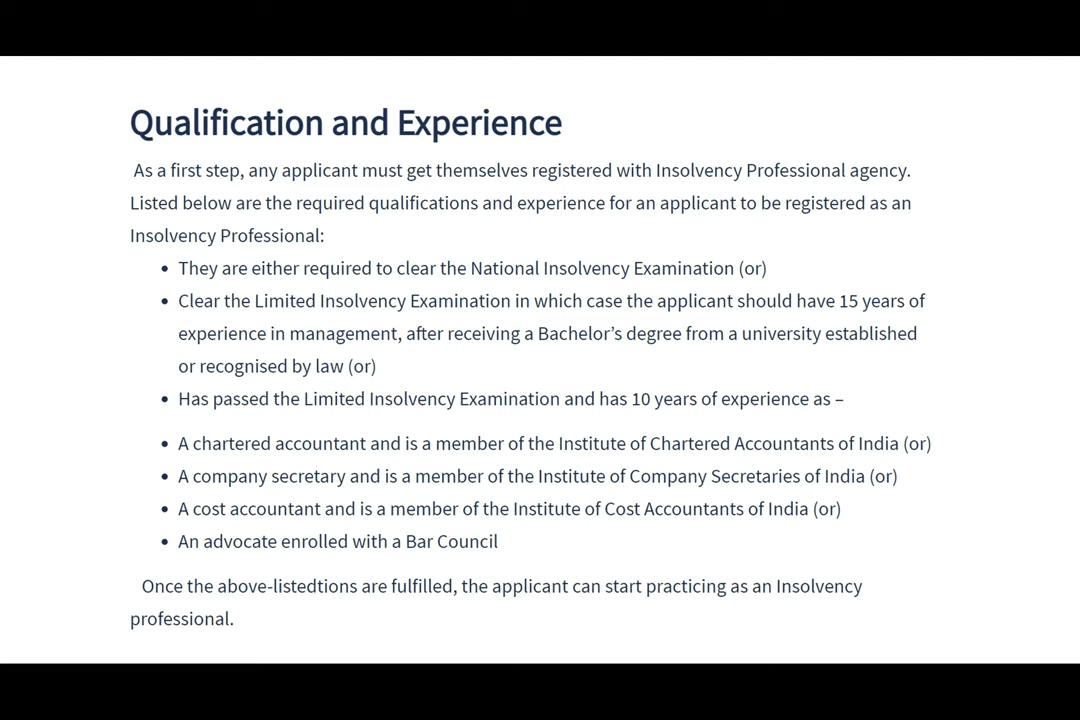 Qualification and Experience
As a first step, any applicant must get themselves registered with Insolvency Professional agency.
Listed below are the required qualifications and experience for an applicant to be registered as an
Insolvency Professional:
• They are either required to clear the National Insolvency Examination (or)
• Clear the Limited Insolvency Examination in which case the applicant should have 15 years of
experience in management, after receiving a Bachelor’s degree from a university established
or recognised by law (or)
• Has passed the Limited Insolvency Examination and has 10 years of experience as –
• A chartered accountant and is a member of the Institute of Chartered Accountants of India (or)
• A company secretary and is a member of the Institute of Company Secretaries of India (or)
• A cost accountant and is a member of the Institute of Cost Accountants of India (or)
• An advocate enrolled with a Bar Council
Once the above-listedtions are fulfilled, the applicant can start practicing as an Insolvency
professional.